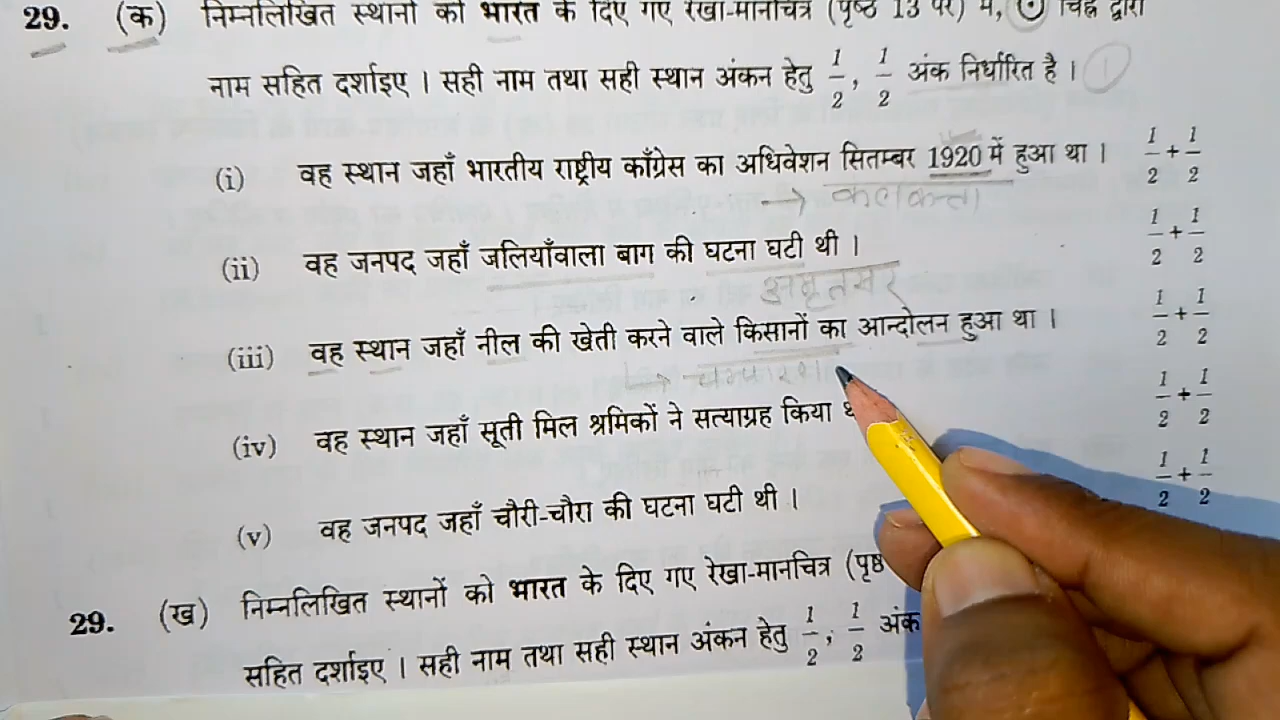 29. (क) निम्नलिखित स्थानों को भारत के दिए गए रेखा-मानचित्र (पृष्ठ 13 पर) में, ⊙ चिह्न द्वारा
नाम सहित दर्शाइए । सही नाम तथा सही स्थान अंकन हेतु 1/2, 1/2 अंक निर्धारित है । 1
(i) वह स्थान जहाँ भारतीय राष्ट्रीय काँग्रेस का अधिवेशन सितम्बर 1920 में हुआ था । 1/2 + 1/2
→ कलकत्ता
(ii) वह जनपद जहाँ जलियाँवाला बाग की घटना घटी थी । 1/2 + 1/2
अमृतसर
(iii) वह स्थान जहाँ नील की खेती करने वाले किसानों का आन्दोलन हुआ था । 1/2 + 1/2
→ चम्पारण
(iv) वह स्थान जहाँ सूती मिल श्रमिकों ने सत्याग्रह किया 1/2 + 1/2
(v) वह जनपद जहाँ चौरी-चौरा की घटना घटी थी । 1/2 + 1/2
29. (ख) निम्नलिखित स्थानों को भारत के दिए गए रेखा-मानचित्र (पृष्ठ
सहित दर्शाइए । सही नाम तथा सही स्थान अंकन हेतु 1/2, 1/2 अंक